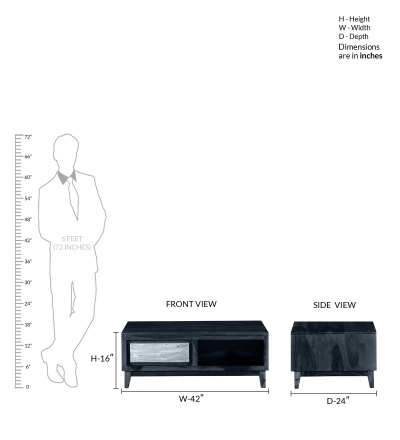 H - Height
W - Width
D - Depth
Dimensions
are in inches
72"
66"
60"
54"
48"
42"
36"
30"
24"
18"
12"
6"
0
6 FEET
(72 INCHES)
FRONT VIEW
SIDE VIEW
H-16"
W-42"
D-24"